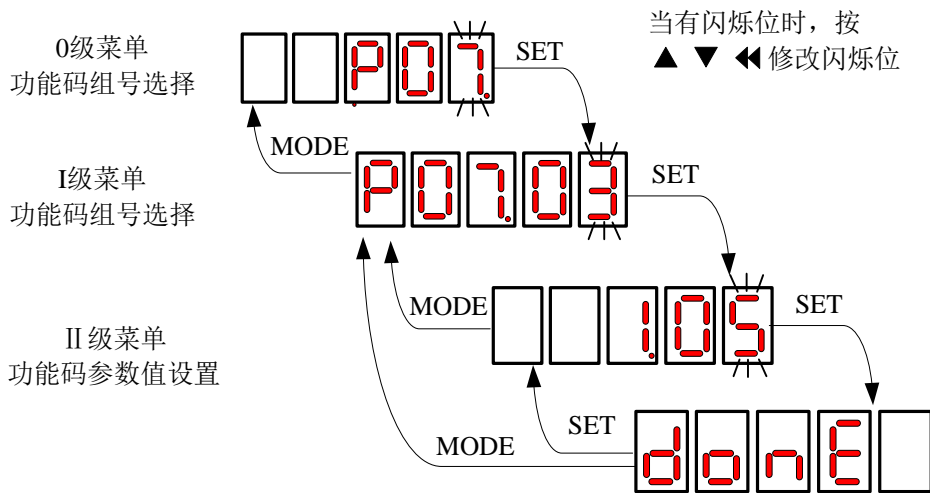 0级菜单
功能码组号选择
P07.
SET
当有闪烁位时，按
▲ ▼ ◀◀ 修改闪烁位
MODE
I级菜单
功能码组号选择
P07.03
SET
MODE
1.05
SET
Ⅱ级菜单
功能码参数值设置
MODE
SET
donE